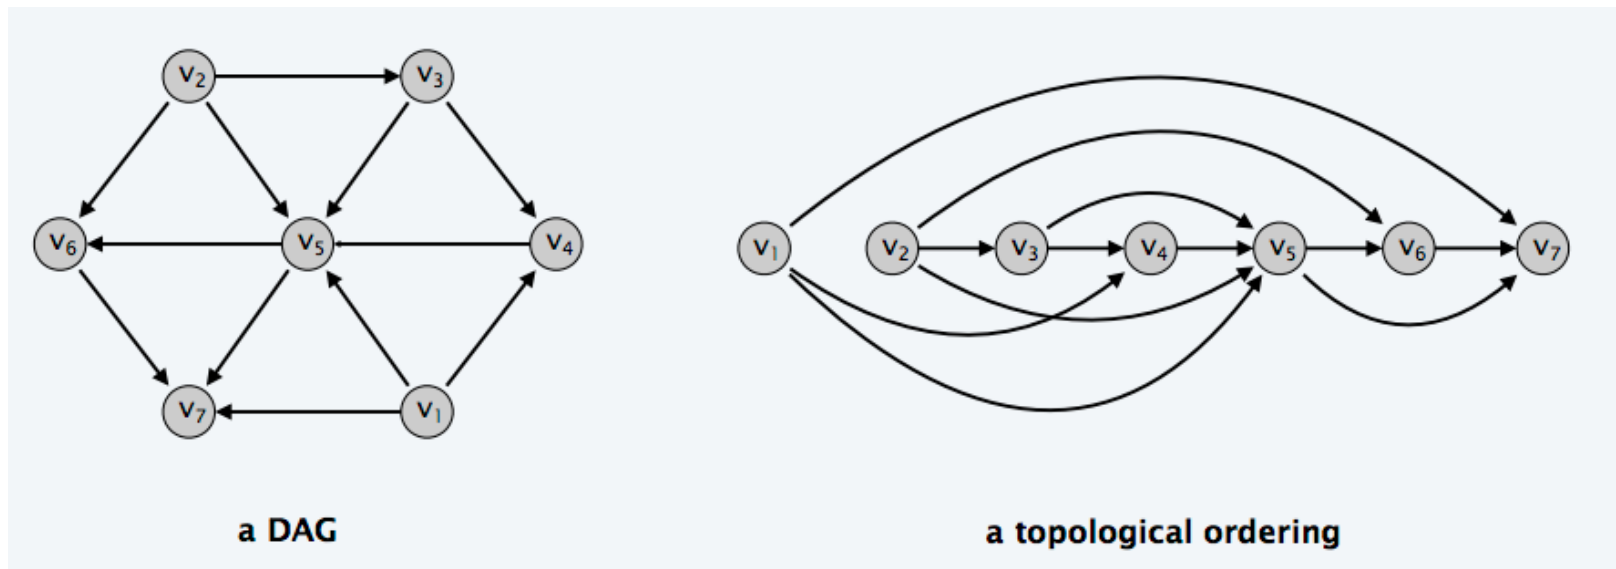 v2 v3
v6 v5 v4
v7 v1
a DAG
v1 v2 v3 v4 v5 v6 v7
a topological ordering